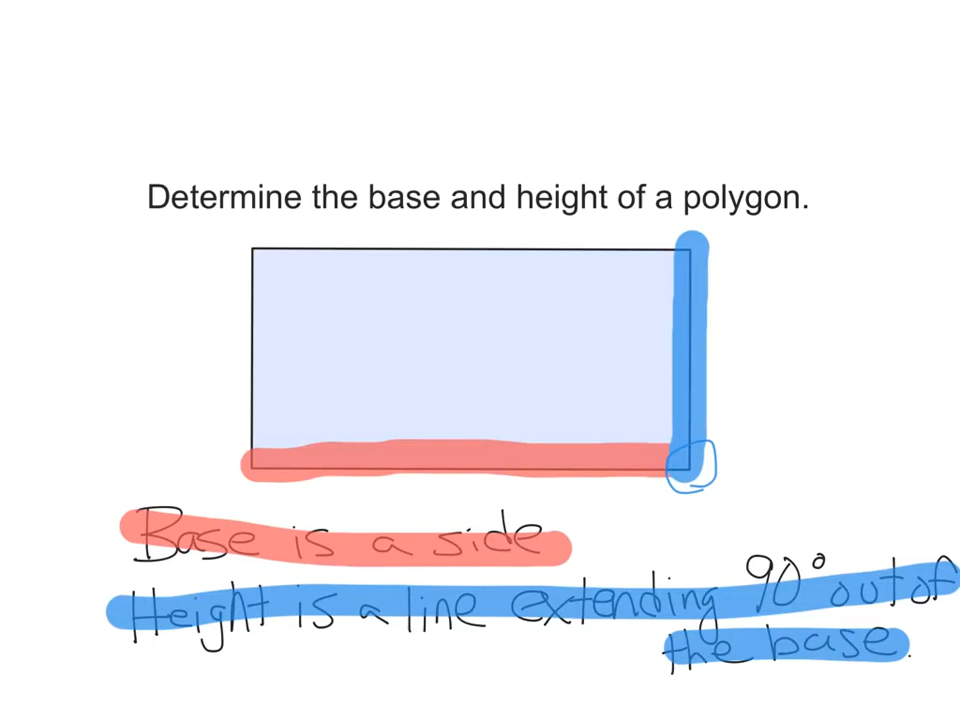 Determine the base and height of a polygon.
Base is a side
Height is a line extending 90° out of
the base.